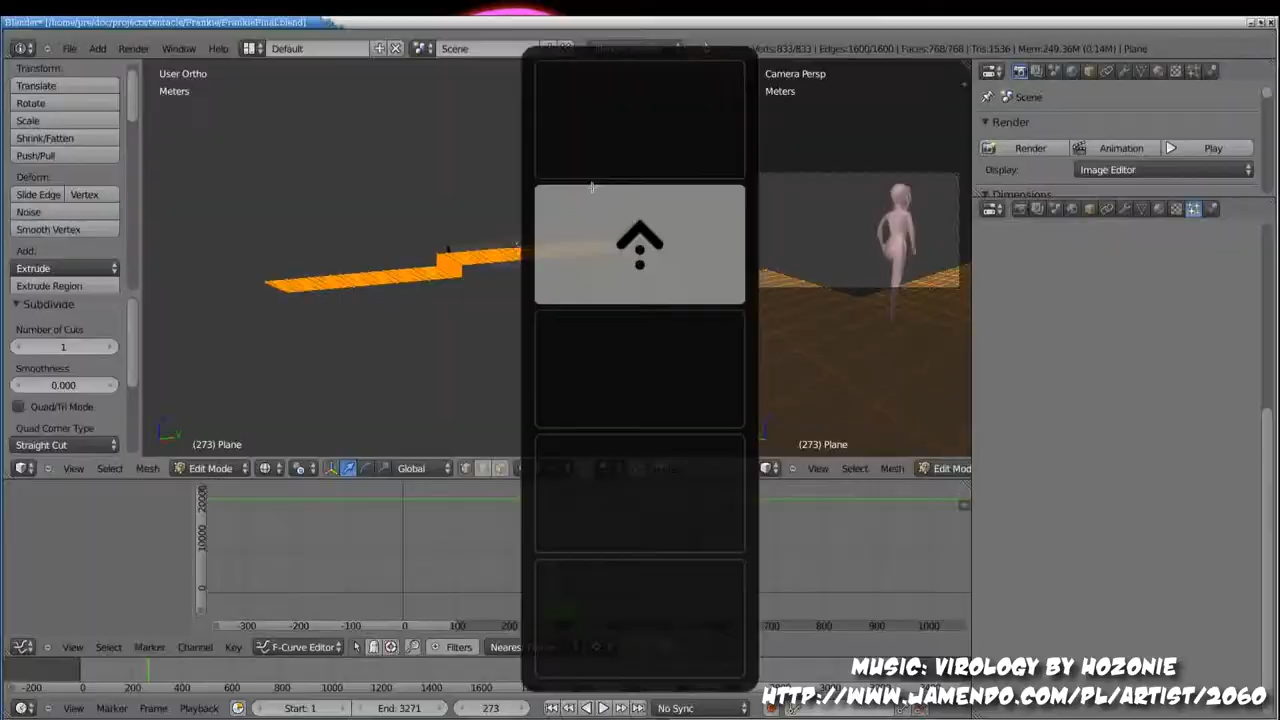 Blender* [/home/pre/doc/projects/tentacle/Frankie/FrankieFinal.blend]
File Add Render Window Help Default Scene Verts:833/833 | Edges:1600/1600 | Faces:768/768 | Tris:1536 | Mem:249.36M (0.14M) | Plane
Transform:
Translate
Rotate
Scale
Shrink/Fatten
Push/Pull
Deform:
Slide Edge Vertex
Noise
Smooth Vertex
Add:
Extrude
Extrude Region
Subdivide
Number of Cuts
1
Smoothness
0.000
Quad/Tri Mode
Quad Corner Type
Straight Cut
User Ortho
Meters
(273) Plane
Camera Persp
Meters
(273) Plane
Scene
Render
Render Animation Play
Display: Image Editor
Dimensions
View Select Mesh Edit Mode Global
View Select Mesh Edit Mod
20000
10000
0
-300 -200 -100 0 100 200 700 800 900 1000
View Select Marker Channel Key F-Curve Editor Filters
-200 0 200 400 600 800 1000 1200 1400 1600
View Marker Frame Playback Start: 1 End: 3271 273 No Sync
MUSIC: VIROLOGY BY HOZONIE
HTTP://WWW.JAMENDO.COM/PL/ARTIST/2060